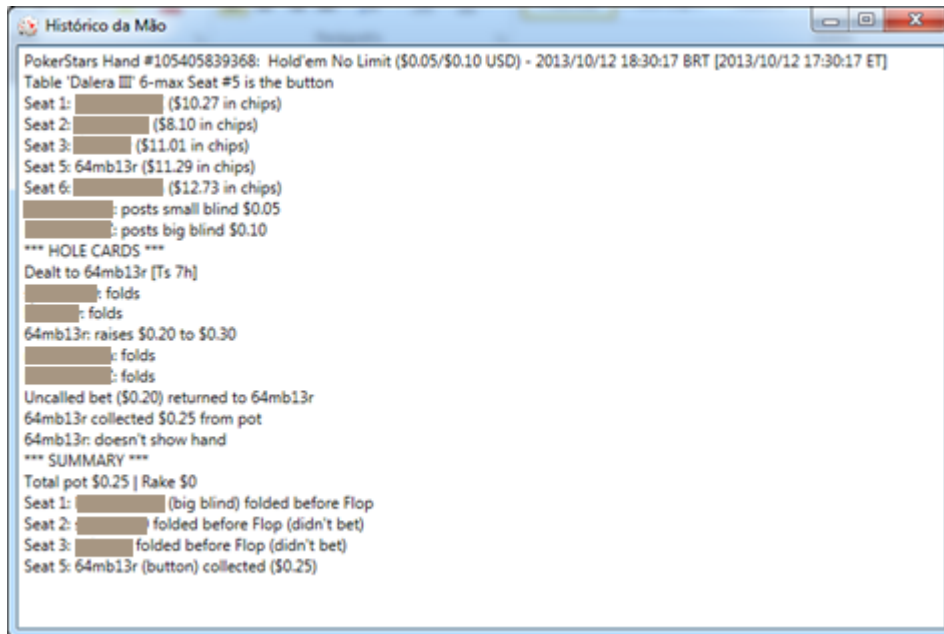 Histórico da Mão
PokerStars Hand #105405839368: Hold'em No Limit ($0.05/$0.10 USD) - 2013/10/12 18:30:17 BRT [2013/10/12 17:30:17 ET]
Table 'Dalera III' 6-max Seat #5 is the button
Seat 1: ($10.27 in chips)
Seat 2: ($8.10 in chips)
Seat 3: ($11.01 in chips)
Seat 5: 64mb13r ($11.29 in chips)
Seat 6: ($12.73 in chips)
: posts small blind $0.05
: posts big blind $0.10
*** HOLE CARDS ***
Dealt to 64mb13r [Ts 7h]
: folds
: folds
64mb13r: raises $0.20 to $0.30
: folds
: folds
Uncalled bet ($0.20) returned to 64mb13r
64mb13r collected $0.25 from pot
64mb13r: doesn't show hand
*** SUMMARY ***
Total pot $0.25 | Rake $0
Seat 1: (big blind) folded before Flop
Seat 2: folded before Flop (didn't bet)
Seat 3: folded before Flop (didn't bet)
Seat 5: 64mb13r (button) collected ($0.25)